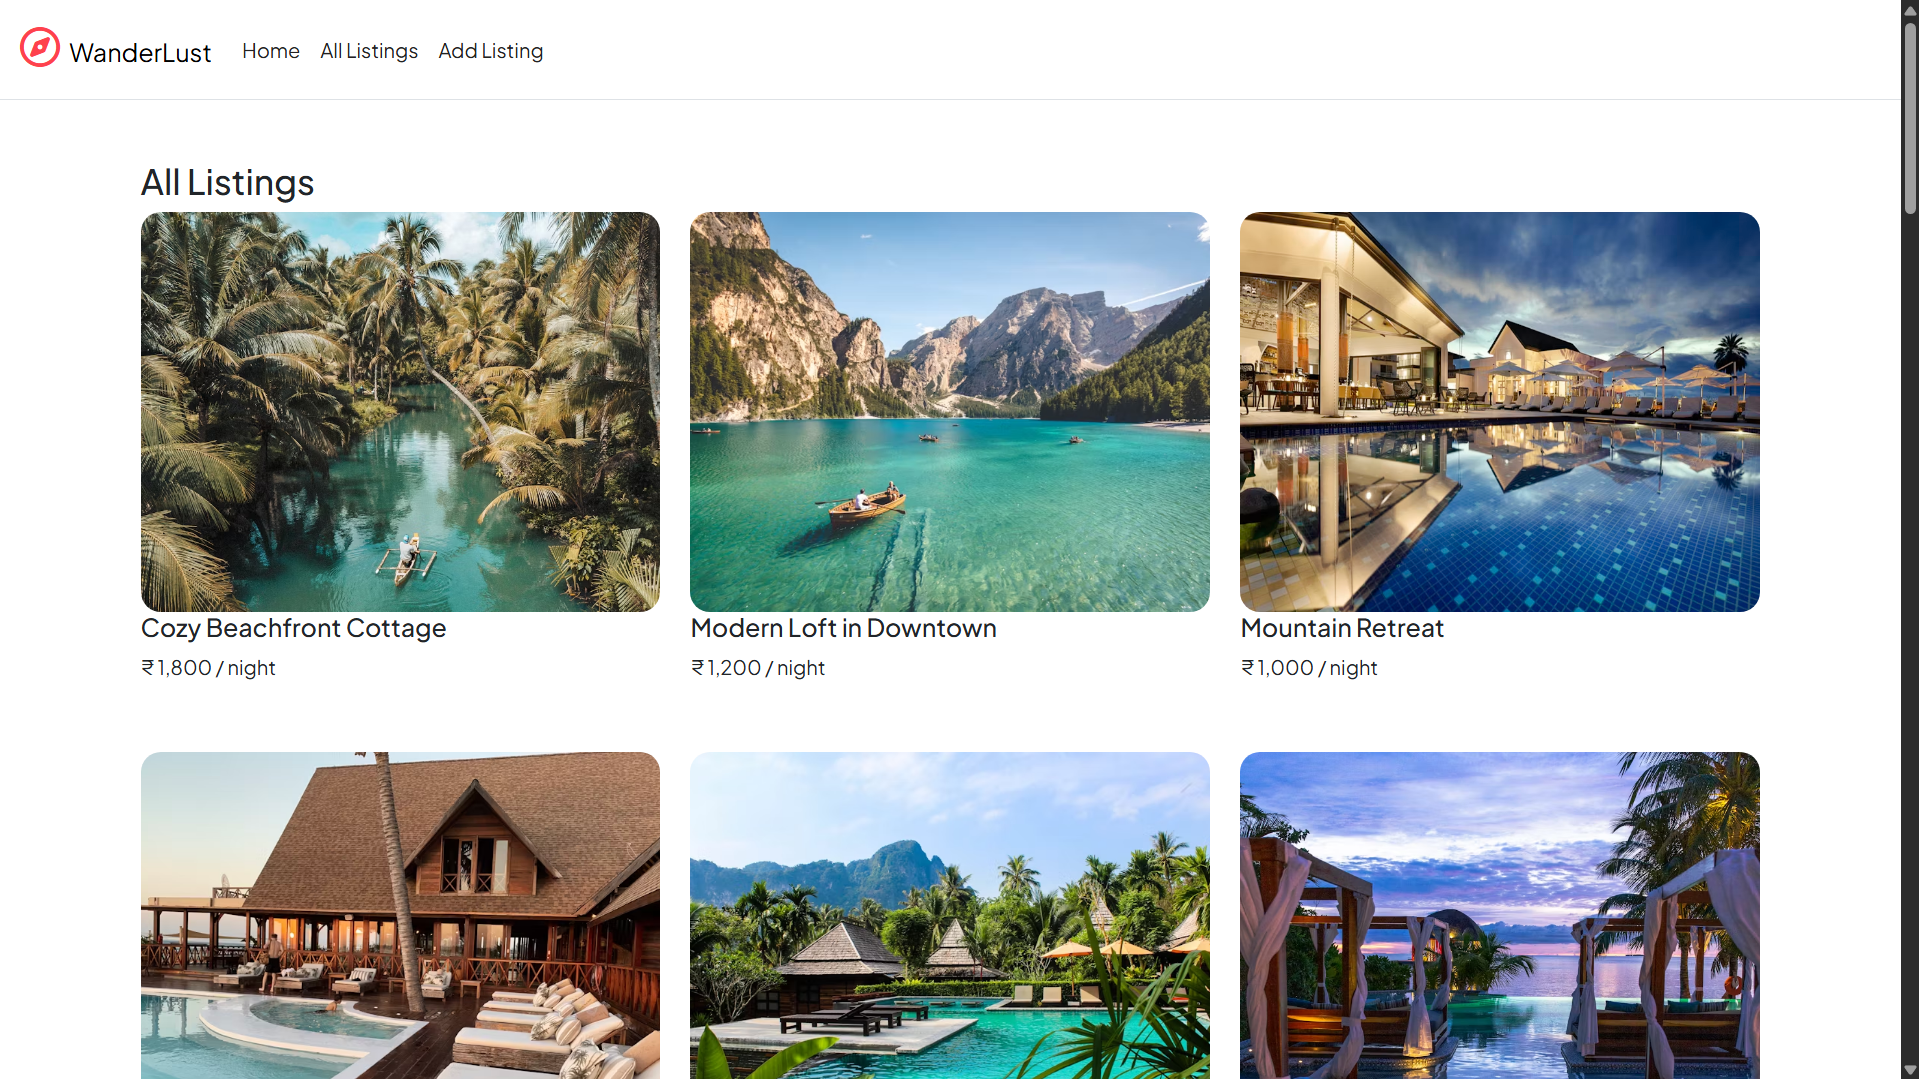 WanderLust Home All Listings Add Listing
All Listings
Cozy Beachfront Cottage
₹1,800 / night
Modern Loft in Downtown
₹1,200 / night
Mountain Retreat
₹1,000 / night